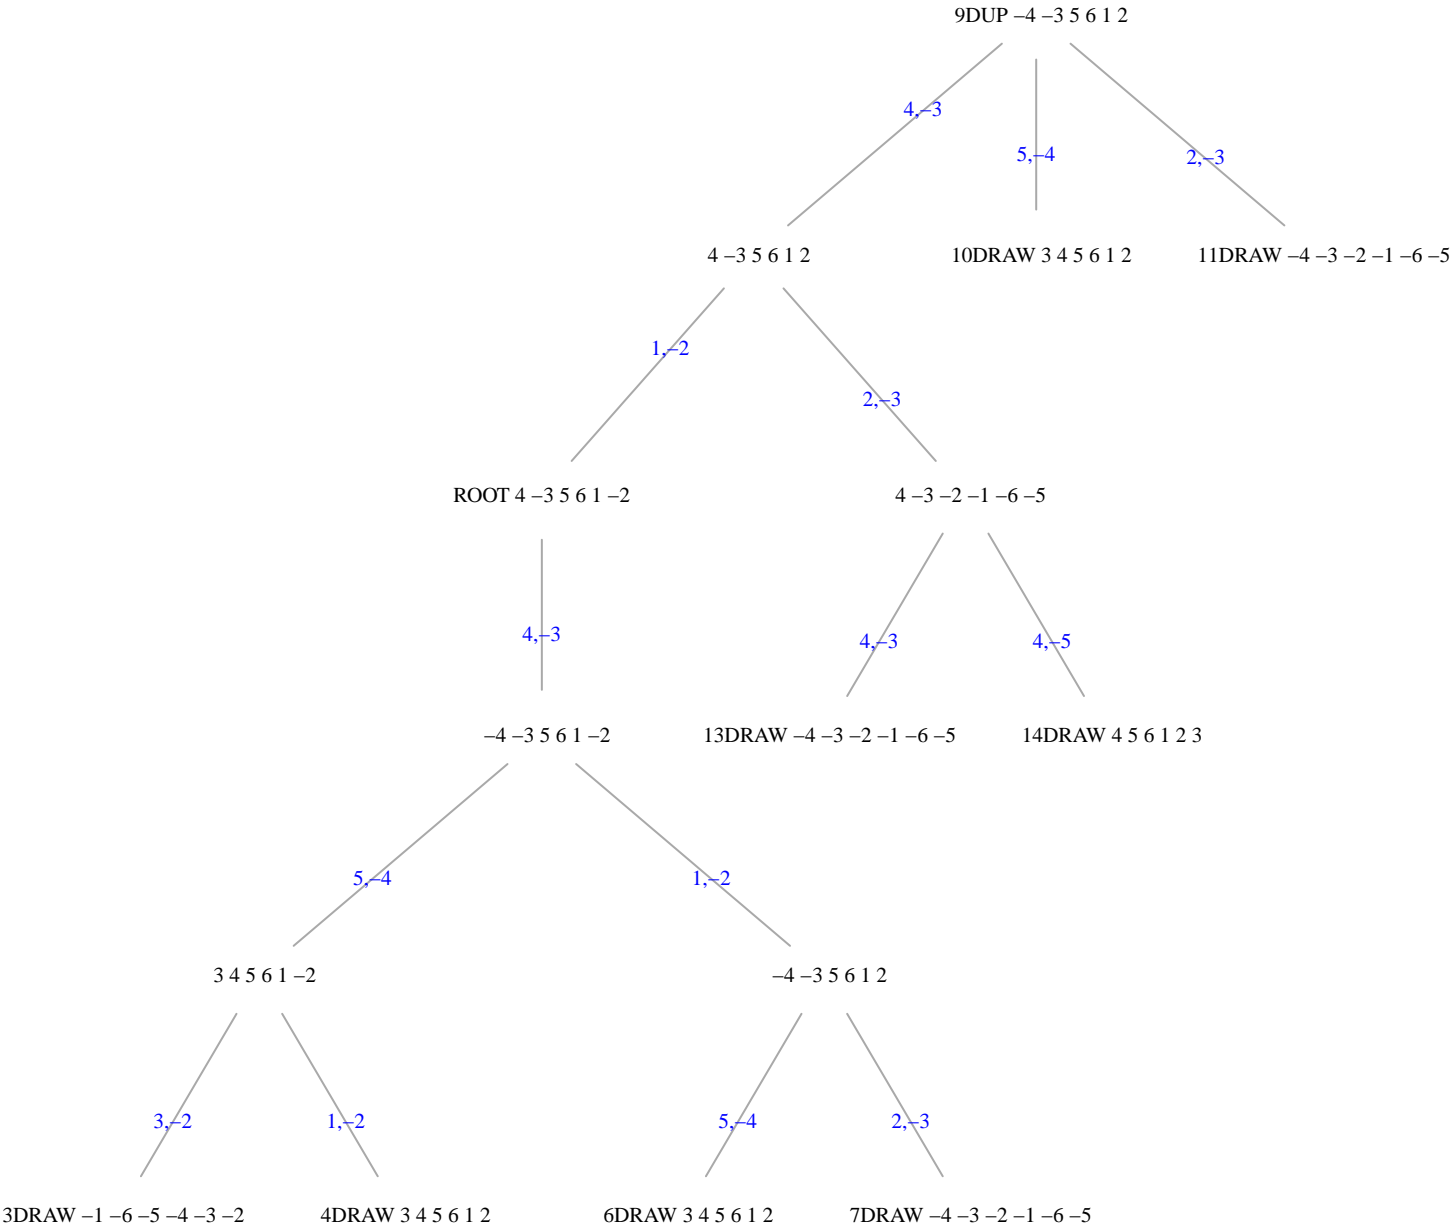 9DUP –4 –3 5 6 1 2
4,–3
5,–4
2,–3
4 –3 5 6 1 2
10DRAW 3 4 5 6 1 2
11DRAW –4 –3 –2 –1 –6 –5
1,–2
2,–3
ROOT 4 –3 5 6 1 –2
4 –3 –2 –1 –6 –5
4,–3
4,–3
4,–5
–4 –3 5 6 1 –2
13DRAW –4 –3 –2 –1 –6 –5
14DRAW 4 5 6 1 2 3
5,–4
1,–2
3 4 5 6 1 –2
–4 –3 5 6 1 2
3,–2
1,–2
5,–4
2,–3
3DRAW –1 –6 –5 –4 –3 –2
4DRAW 3 4 5 6 1 2
6DRAW 3 4 5 6 1 2
7DRAW –4 –3 –2 –1 –6 –5